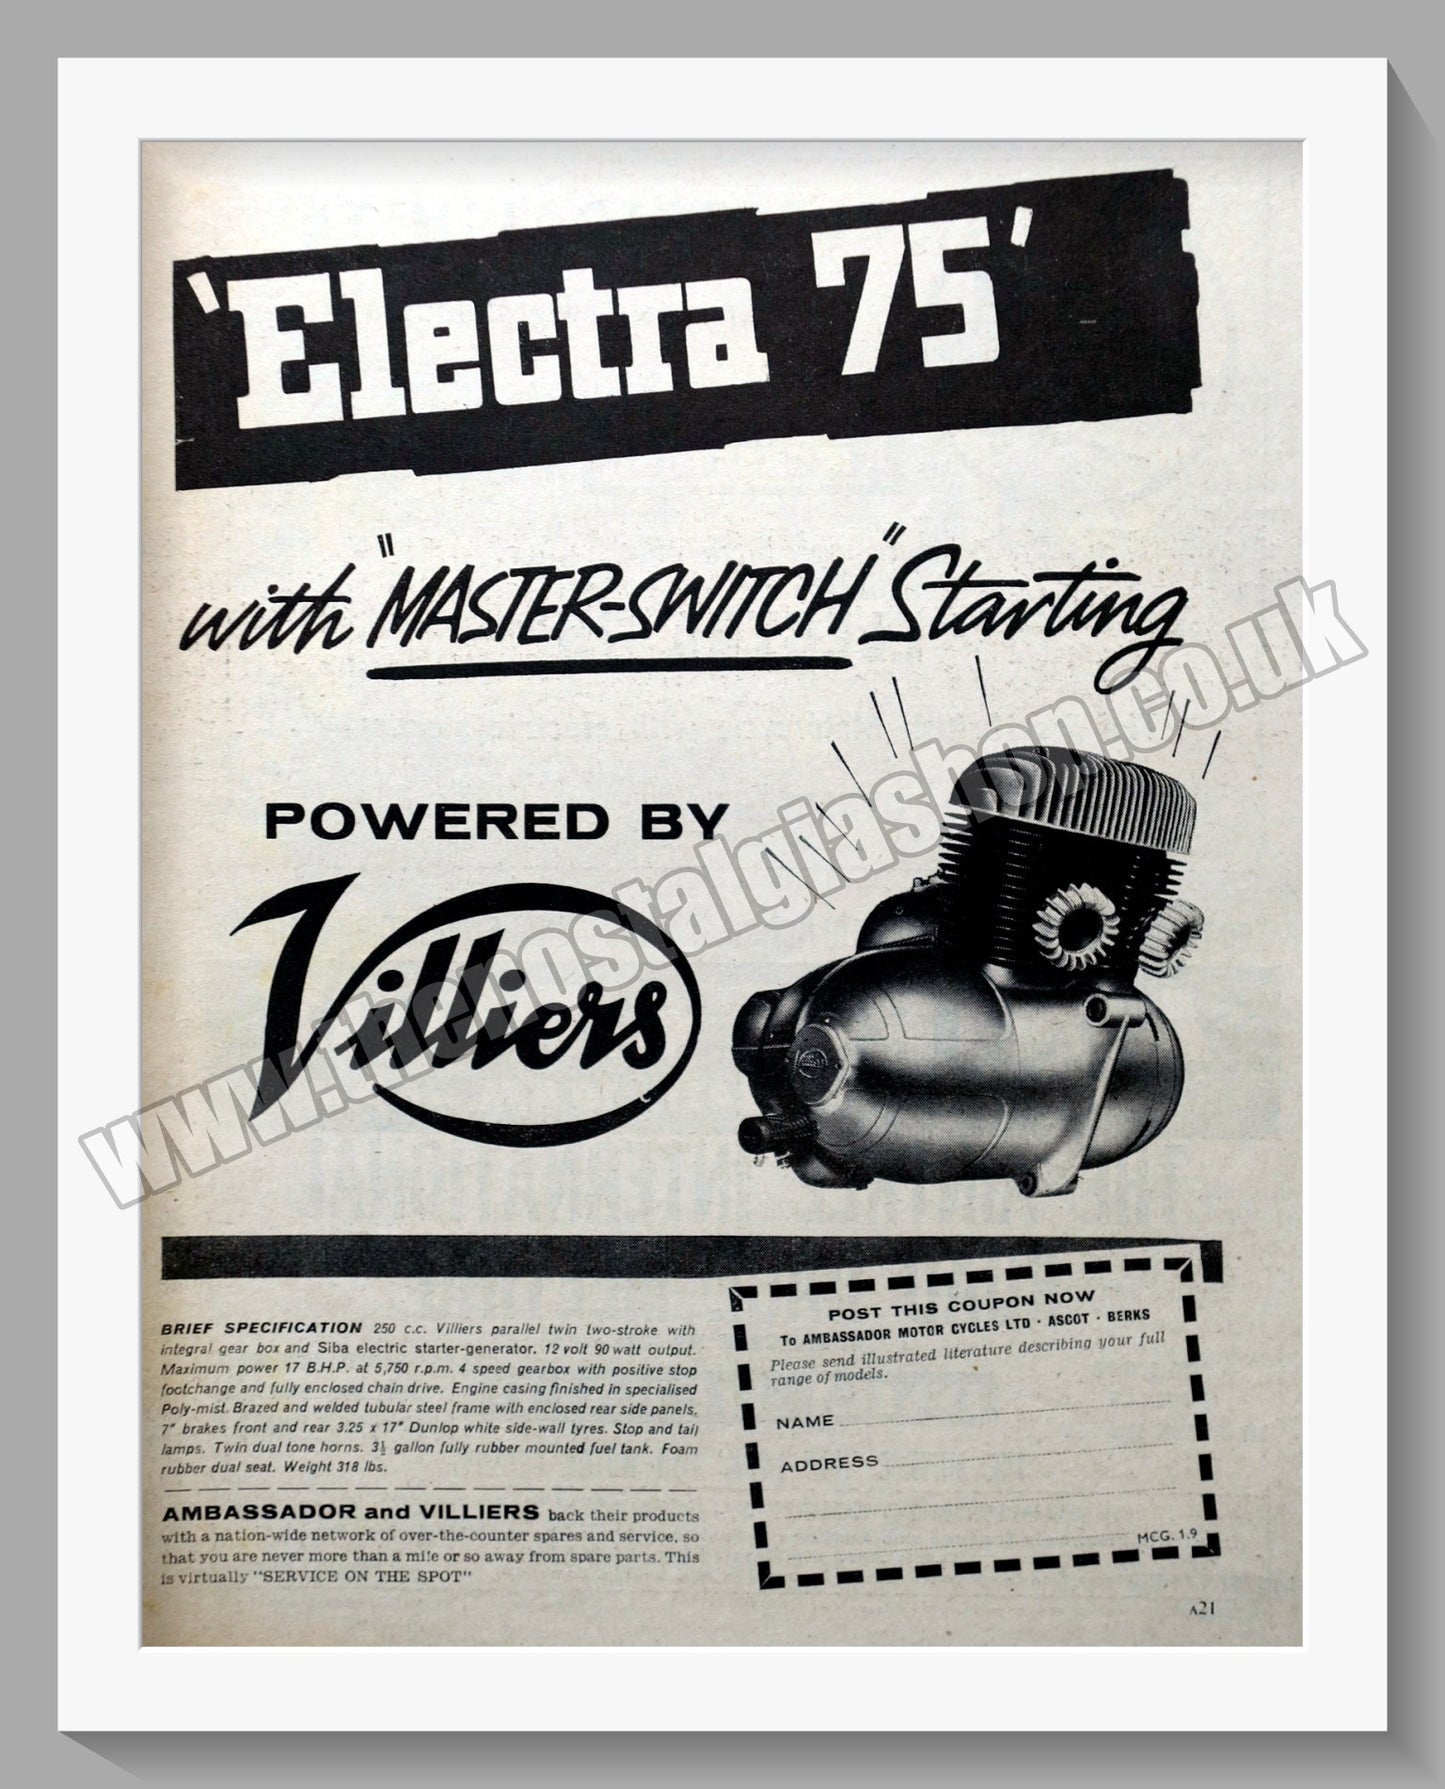 'Electra 75'
with "MASTER-SWITCH" Starting
POWERED BY
Villiers
www.thenostalgiashop.co.uk
BRIEF SPECIFICATION 250 c.c. Villiers parallel twin two-stroke with
integral gear box and Siba electric starter-generator. 12 volt 90 watt output.
Maximum power 17 B.H.P. at 5,750 r.p.m. 4 speed gearbox with positive stop
footchange and fully enclosed chain drive. Engine casing finished in specialised
Poly-mist. Brazed and welded tubular steel frame with enclosed rear side panels.
7" brakes front and rear 3.25 x 17" Dunlop white side-wall tyres. Stop and tail
lamps. Twin dual tone horns. 3½ gallon fully rubber mounted fuel tank. Foam
rubber dual seat. Weight 318 lbs.
AMBASSADOR and VILLIERS back their products
with a nation-wide network of over-the-counter spares and service, so
that you are never more than a mile or so away from spare parts. This
is virtually "SERVICE ON THE SPOT"
POST THIS COUPON NOW
To AMBASSADOR MOTOR CYCLES LTD · ASCOT · BERKS
Please send illustrated literature describing your full
range of models.
NAME
ADDRESS
MCG. 1.9
A21